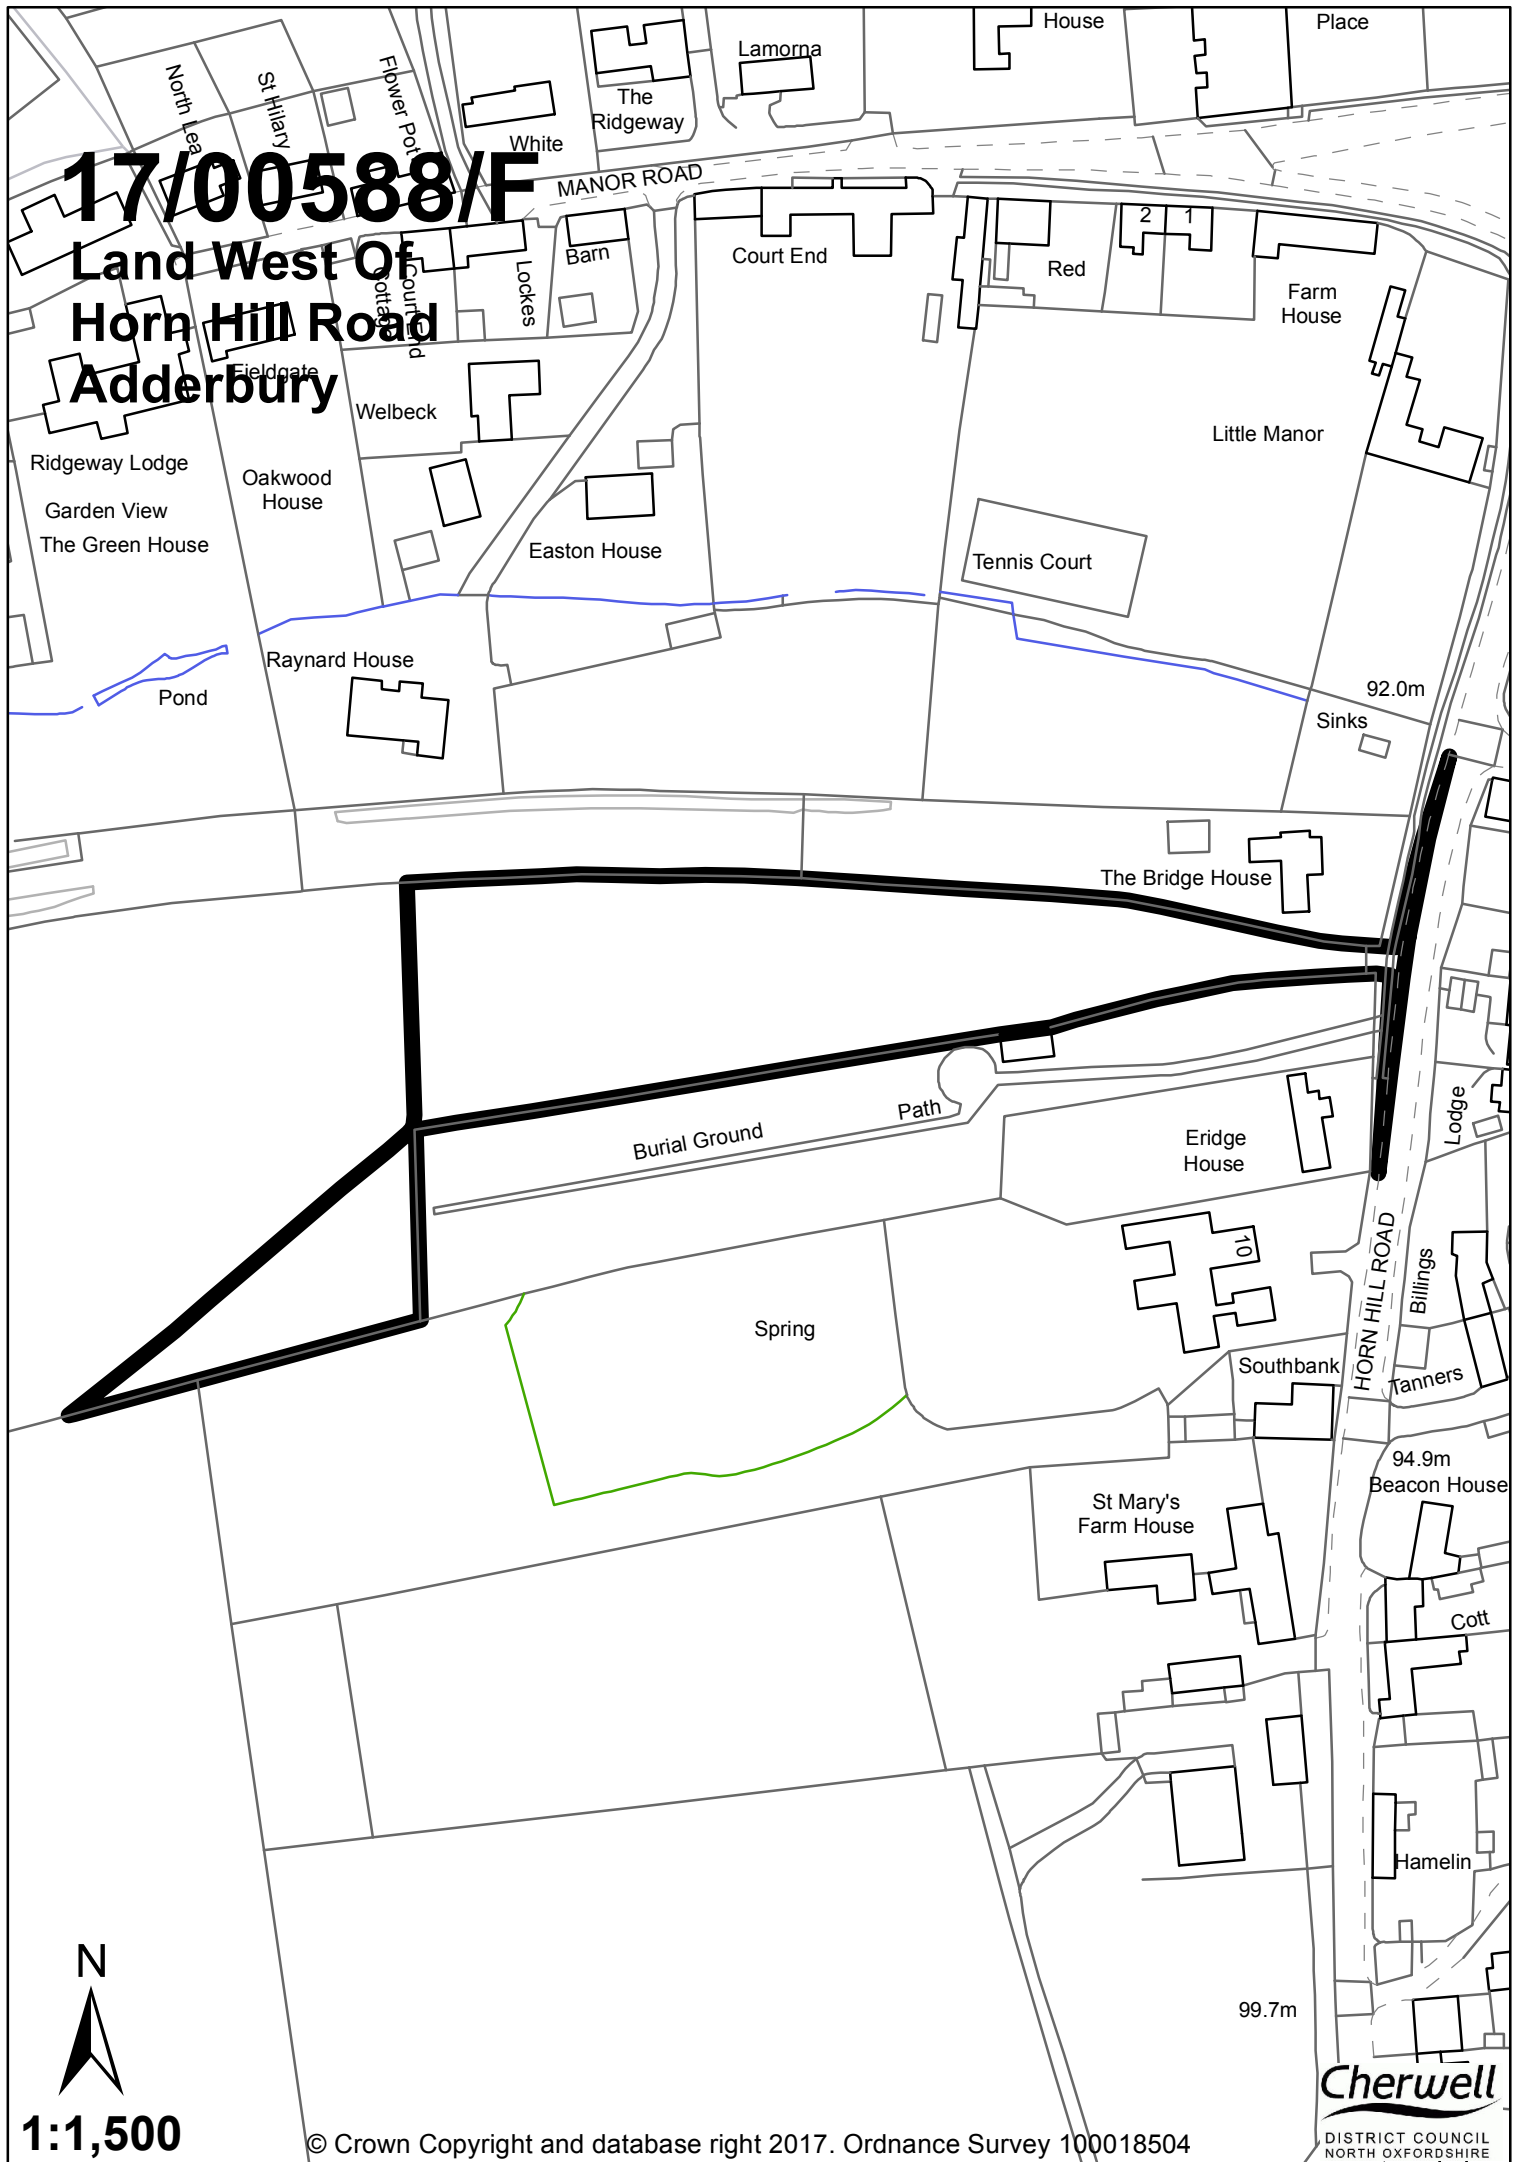 House
Place
Lamorna
The
Ridgeway
North Lea
St Hilary
Flower Pot
White
17/00588/F
Land West Of
Horn Hill Road
Adderbury
MANOR ROAD
2
1
Court End
Barn
Lockes
Court End
Cottage
Red
Farm
House
Fieldgate
Welbeck
Little Manor
Ridgeway Lodge
Oakwood
House
Garden View
The Green House
Easton House
Tennis Court
Raynard House
Pond
92.0m
Sinks
The Bridge House
Path
Burial Ground
Eridge
House
Lodge
10
HORN HILL ROAD
Billings
Spring
Southbank
Tanners
94.9m
Beacon House
St Mary's
Farm House
Cott
Hamelin
N
99.7m
1:1,500
© Crown Copyright and database right 2017. Ordnance Survey 100018504
Cherwell
DISTRICT COUNCIL
NORTH OXFORDSHIRE